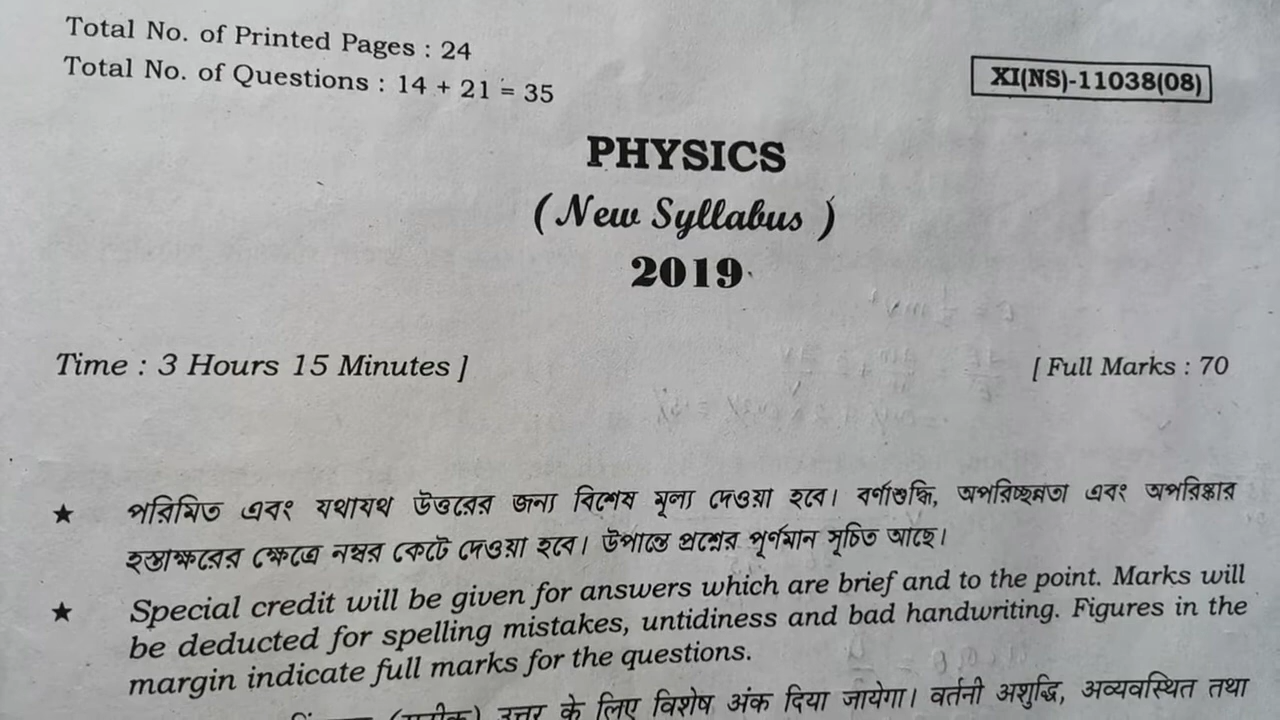 Total No. of Printed Pages : 24
Total No. of Questions : 14 + 21 = 35
XI(NS)-11038(08)
PHYSICS
(New Syllabus )
2019
Time : 3 Hours 15 Minutes ]
[ Full Marks : 70
★ পরিমিত এবং যথাযথ উত্তরের জন্য বিশেষ মূল্য দেওয়া হবে। বর্ণাশুদ্ধি, অপরিচ্ছন্নতা এবং অপরিষ্কার
হস্তাক্ষরের ক্ষেত্রে নম্বর কেটে দেওয়া হবে। উপান্তে প্রশ্নের পূর্ণমান সূচিত আছে।
★ Special credit will be given for answers which are brief and to the point. Marks will
be deducted for spelling mistakes, untidiness and bad handwriting. Figures in the
margin indicate full marks for the questions.
उत्तर के लिए विशेष अंक दिया जायेगा। वर्तनी अशुद्धि, अव्यवस्थित तथा